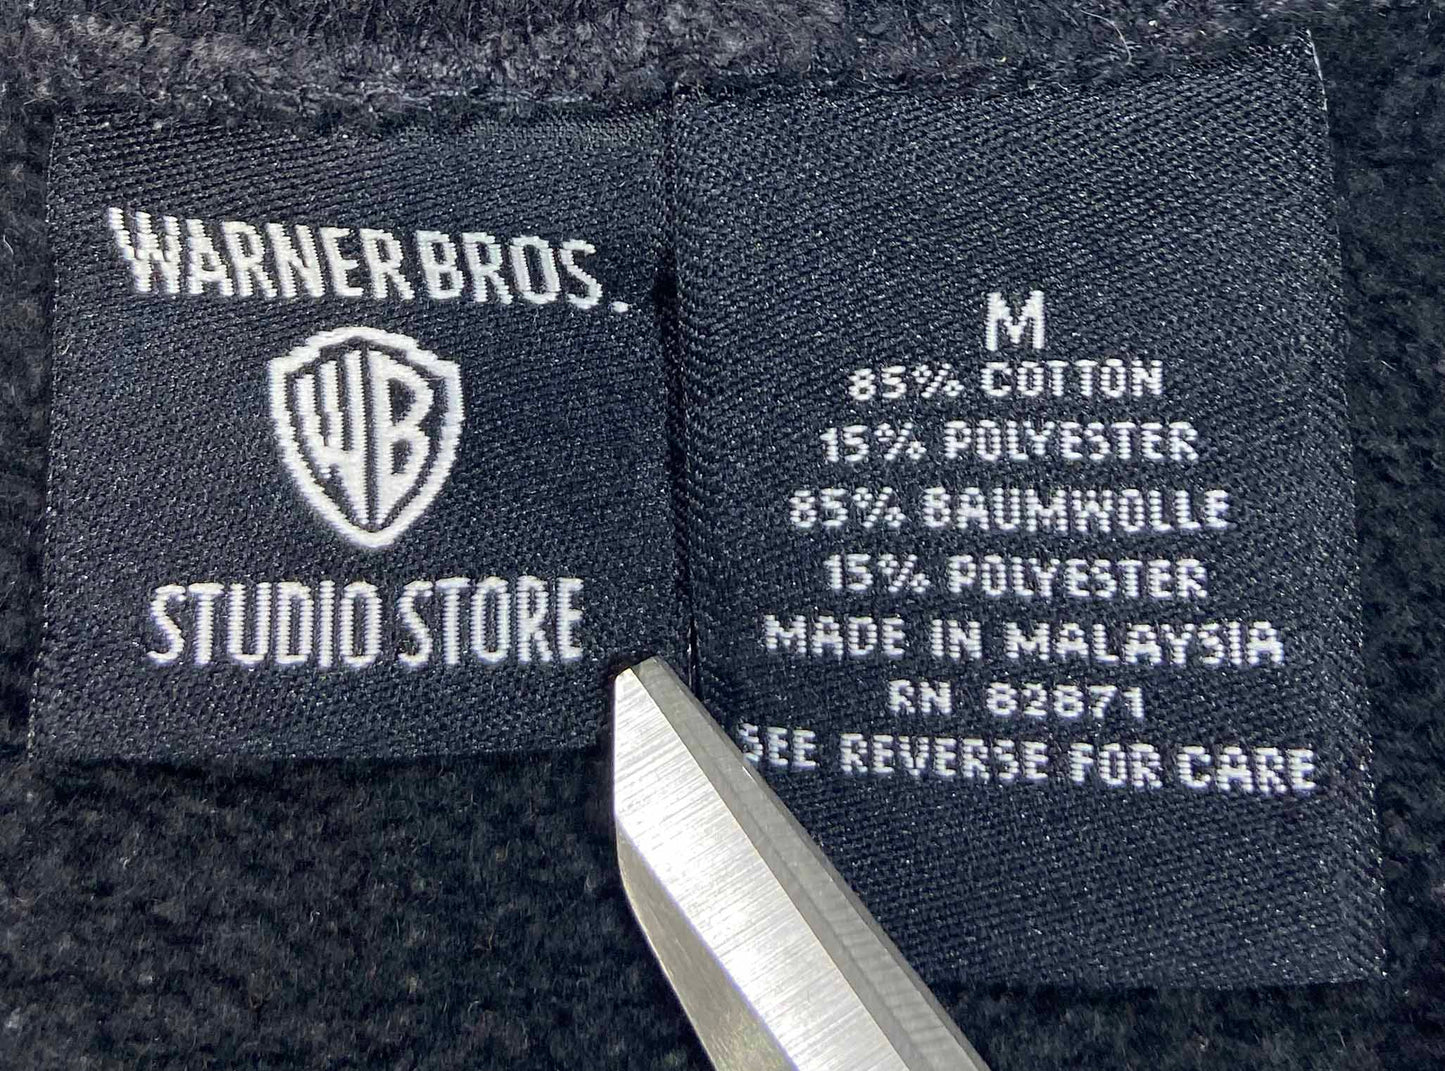 WARNER BROS.
WB
STUDIO STORE
M
85% COTTON
15% POLYESTER
85% BAUMWOLLE
15% POLYESTER
MADE IN MALAYSIA
RN 82871
SEE REVERSE FOR CARE